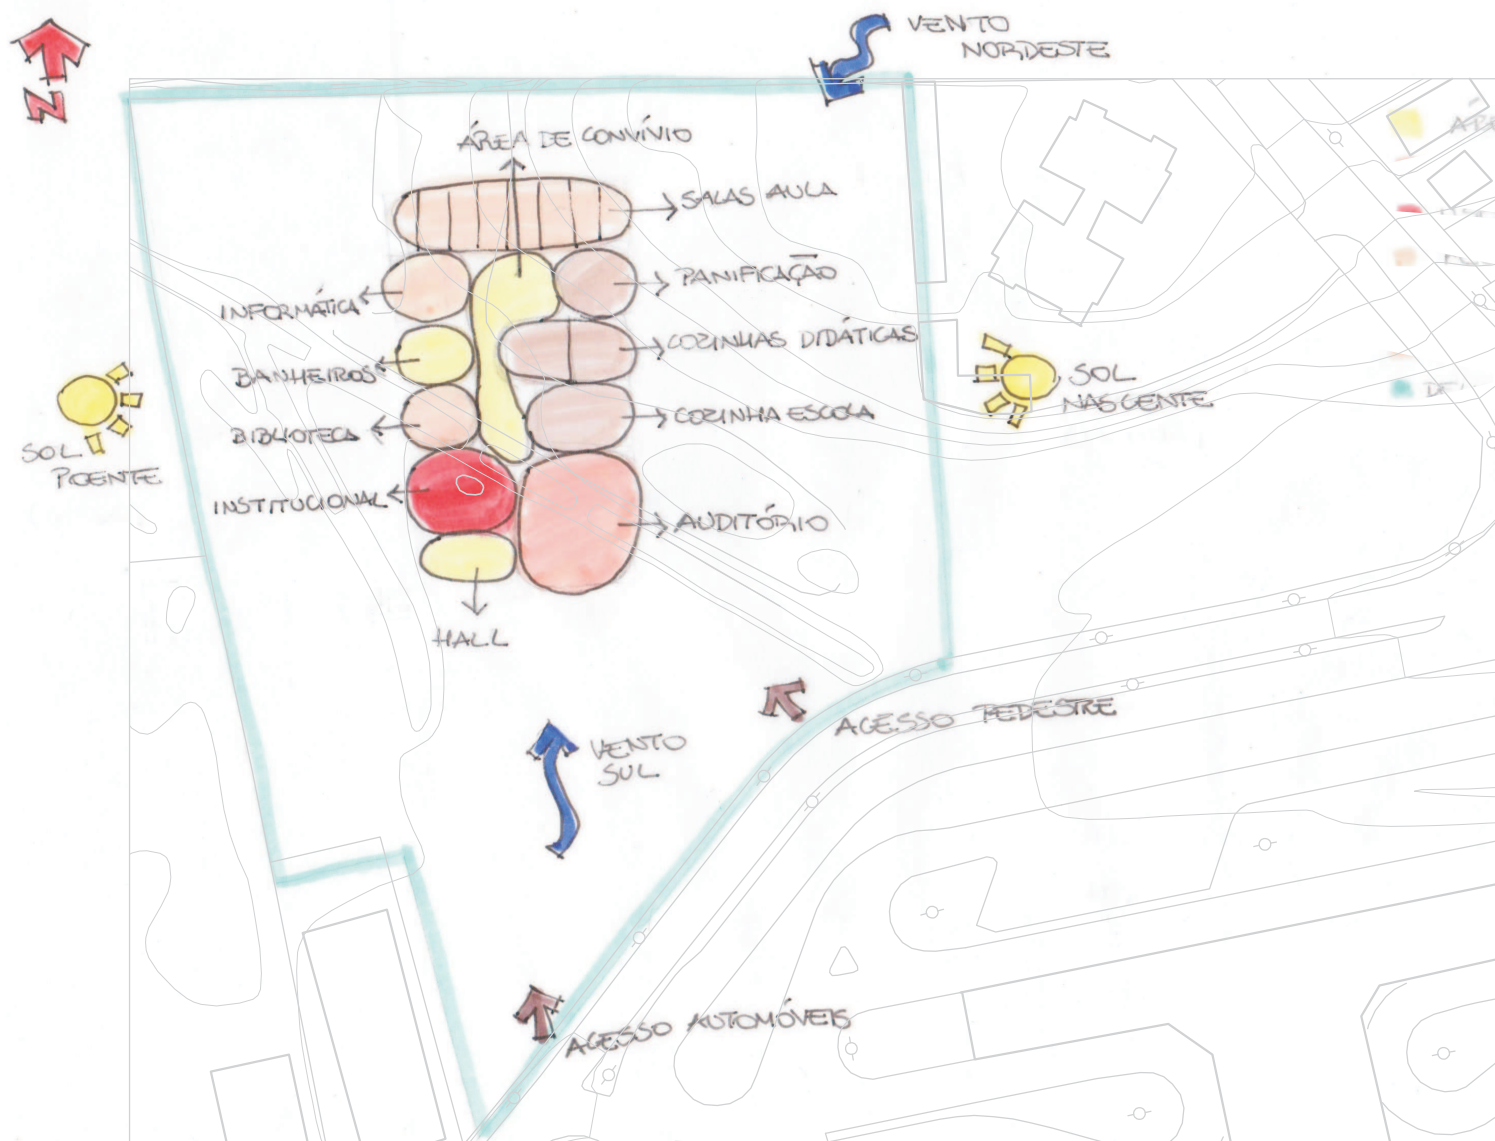 VENTO
NORDESTE
N
ÁREA DE CONVÍVIO
SALAS AULA
PANIFICAÇÃO
INFORMÁTICA
COZINHAS DIDÁTICAS
BANHEIROS
SOL
NASCENTE
COZINHA ESCOLA
BIBLIOTECA
SOL
POENTE
INSTITUCIONAL
AUDITÓRIO
HALL
ACESSO PEDESTRE
VENTO
SUL
ACESSO AUTOMÓVEIS